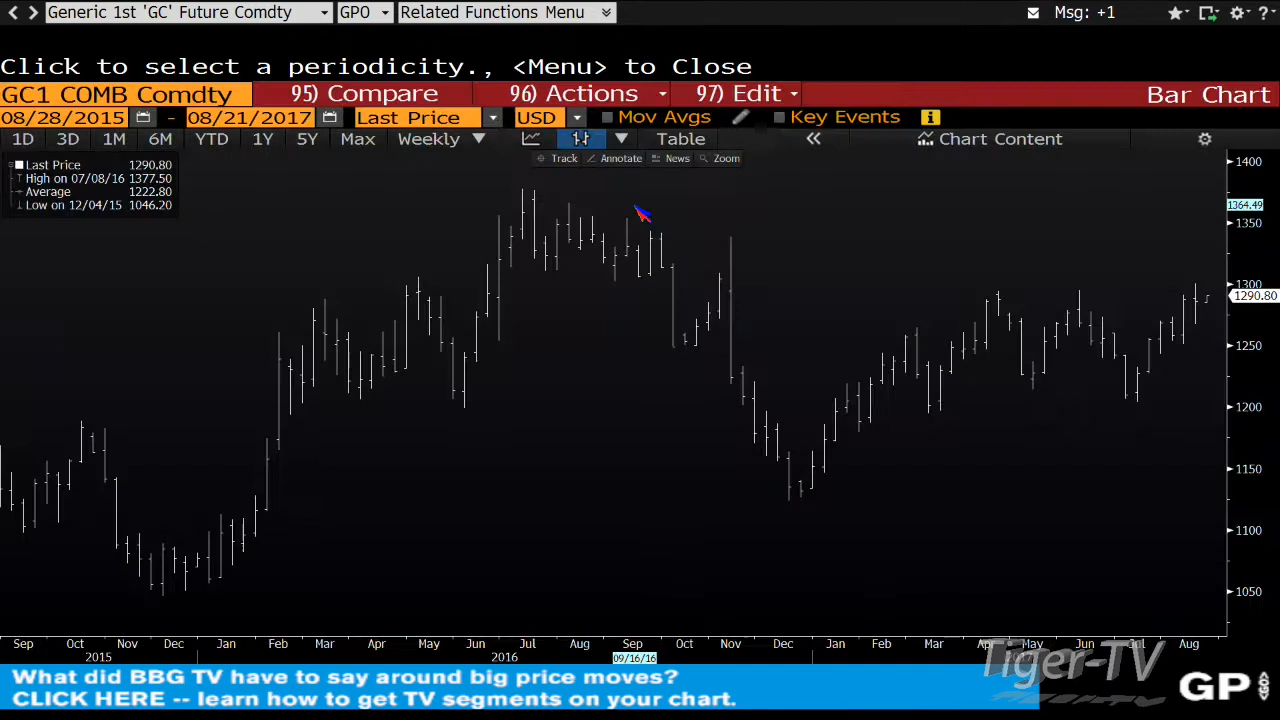 Generic 1st 'GC' Future Comdty GPO Related Functions Menu Msg: +1 ?
Click to select a periodicity., <Menu> to Close
GC1 COMB Comdty 95) Compare 96) Actions 97) Edit Bar Chart
08/28/2015 - 08/21/2017 Last Price USD Mov Avgs Key Events
1D 3D 1M 6M YTD 1Y 5Y Max Weekly Table Chart Content
Track Annotate News Zoom
Last Price 1290.80
High on 07/08/16 1377.50
Average 1222.80
Low on 12/04/15 1046.20
1400
1364.49
1350
1300
1290.80
1250
1200
1150
1100
1050
Sep Oct Nov Dec Jan Feb Mar Apr May Jun Jul Aug Sep Oct Nov Dec Jan Feb Mar Apr May Jun Jul Aug
2015 2016 09/16/16
Tiger-TV
What did BBG TV have to say around big price moves?
CLICK HERE -- learn how to get TV segments on your chart.
GP